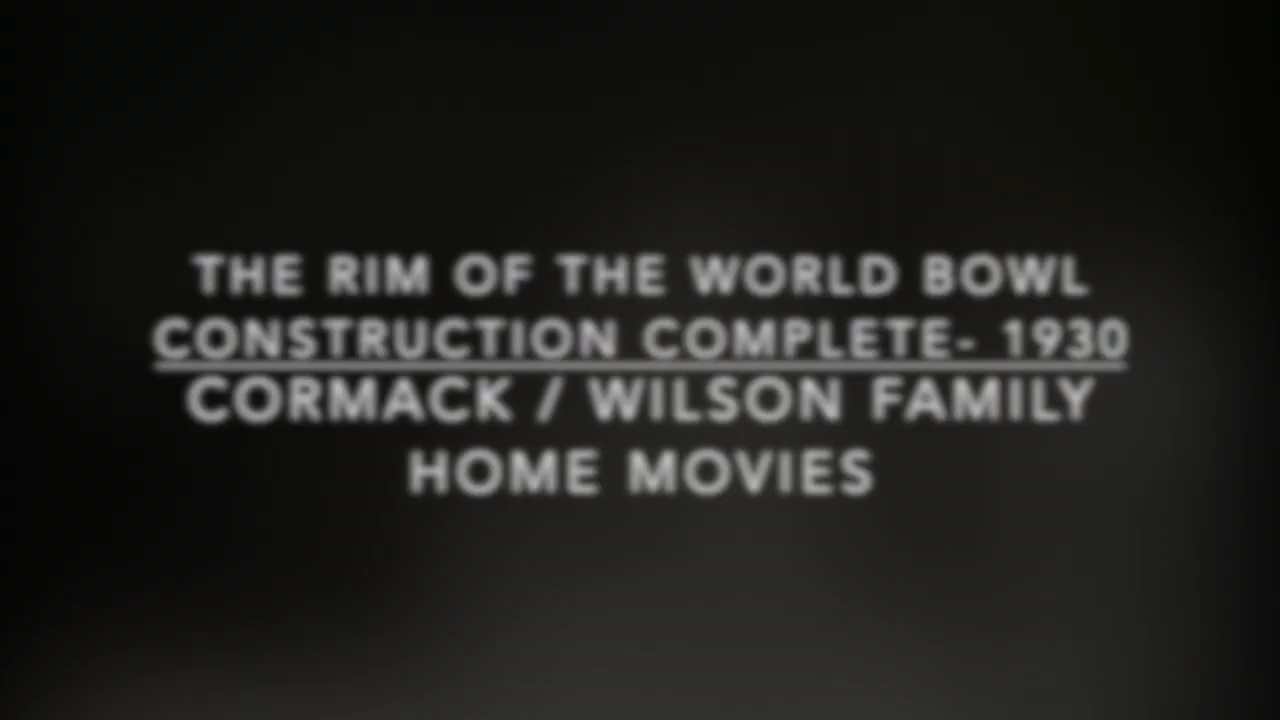 THE RIM OF THE WORLD BOWL
CONSTRUCTION COMPLETE- 1930
CORMACK / WILSON FAMILY
HOME MOVIES